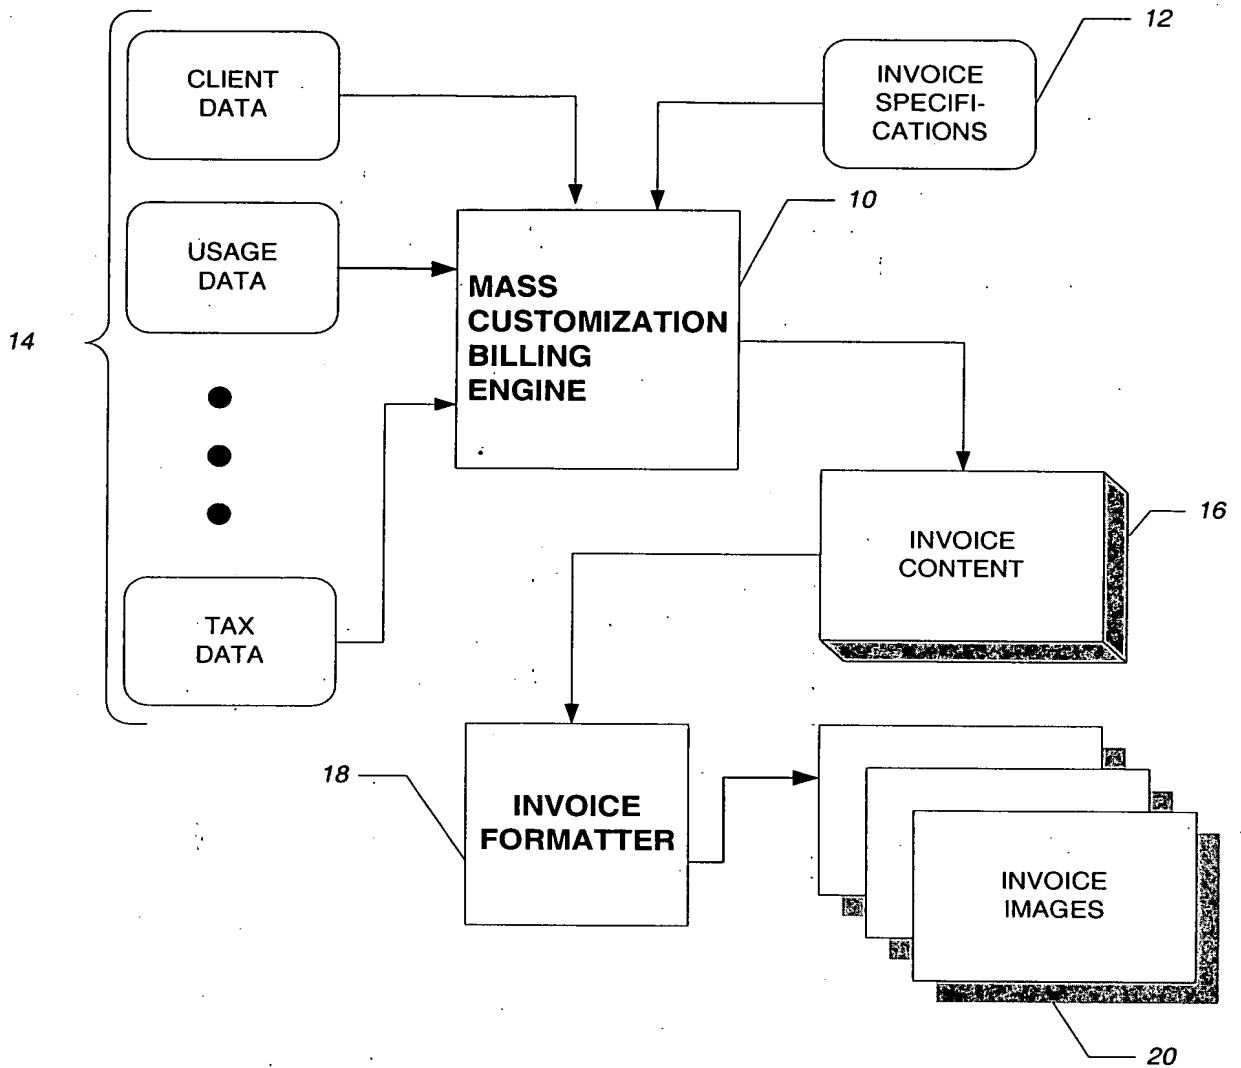 12
CLIENT
DATA
INVOICE
SPECIFI-
CATIONS
10
USAGE
DATA
MASS
CUSTOMIZATION
BILLING
ENGINE
14
16
INVOICE
CONTENT
TAX
DATA
18
INVOICE
FORMATTER
INVOICE
IMAGES
20